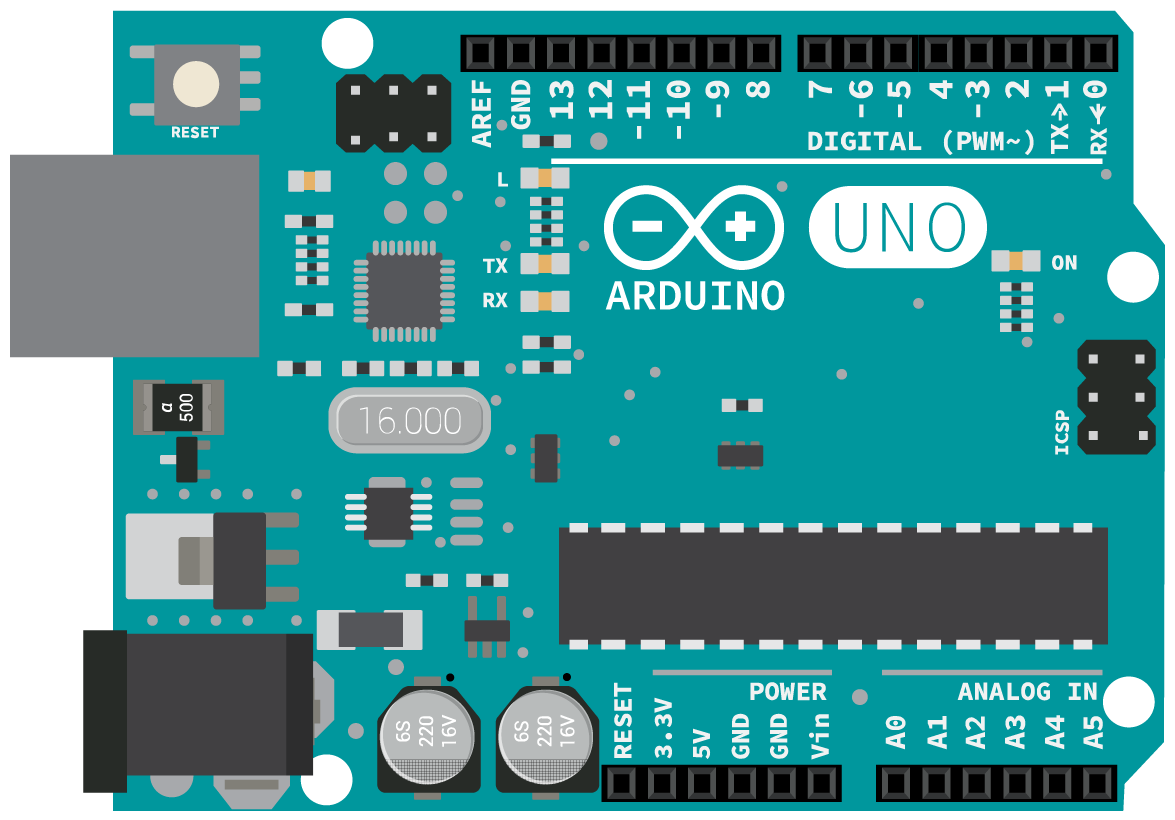 RESET
AREF
GND
13
12
~11
~10
~9
8
7
~6
~5
4
~3
2
TX>1
RX<0
DIGITAL (PWM~)
L
TX
RX
ARDUINO
UNO
ON
a
500
16.000
ICSP
6S
220
16V
6S
220
16V
POWER
ANALOG IN
RESET
3.3V
5V
GND
GND
Vin
A0
A1
A2
A3
A4
A5